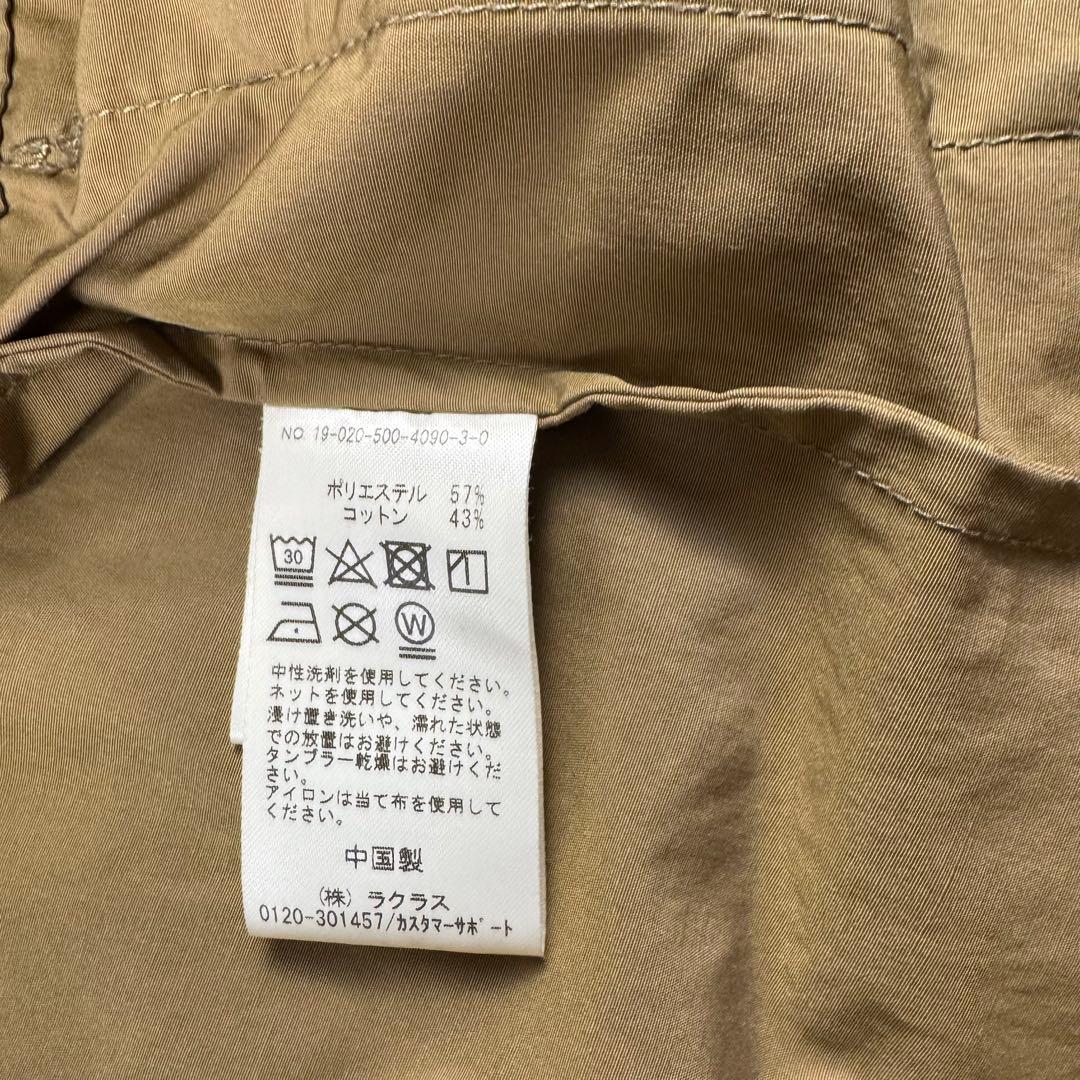 NO. 19-020-500-4090-3-0
ポリエステル 57%
コットン 43%
30
W
中性洗剤を使用してください。
ネットを使用してください。
浸け置き洗いや、濡れた状態
での放置はお避けください。
タンブラー乾燥はお避けくだ
さい。
アイロンは当て布を使用して
ください。
中国製
(株) ラクラス
0120-301457/カスタマーサポート